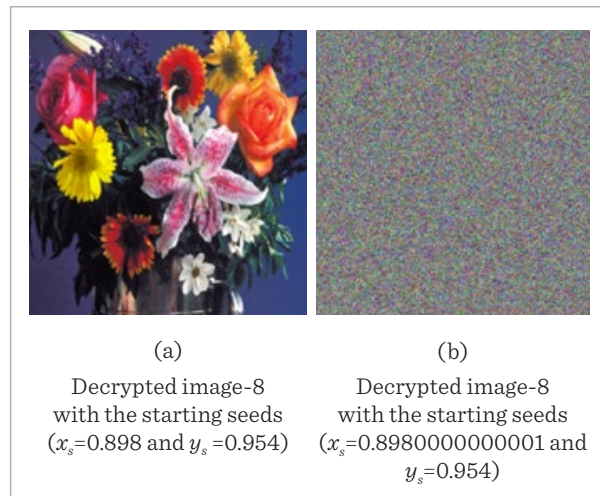 (a)
Decrypted image-8
with the starting seeds
(xₛ=0.898 and yₛ =0.954)
(b)
Decrypted image-8
with the starting seeds
(xₛ=0.8980000000001 and
yₛ=0.954)